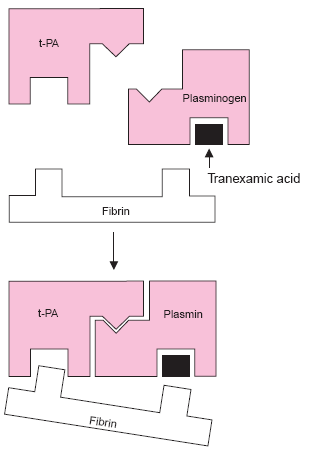 t-PA
Plasminogen
Tranexamic acid
Fibrin
t-PA
Plasmin
Fibrin